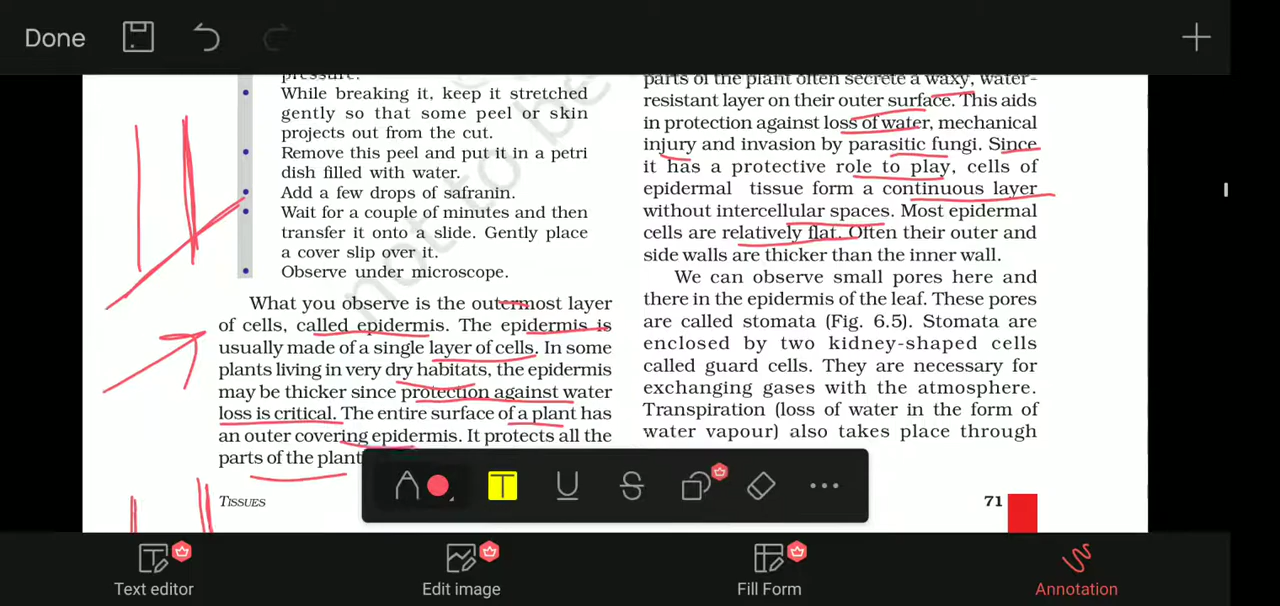 Done
pressure.
• While breaking it, keep it stretched
gently so that some peel or skin
projects out from the cut.
• Remove this peel and put it in a petri
dish filled with water.
• Add a few drops of safranin.
• Wait for a couple of minutes and then
transfer it onto a slide. Gently place
a cover slip over it.
• Observe under microscope.
What you observe is the outermost layer
of cells, called epidermis. The epidermis is
usually made of a single layer of cells. In some
plants living in very dry habitats, the epidermis
may be thicker since protection against water
loss is critical. The entire surface of a plant has
an outer covering epidermis. It protects all the
parts of the plant
TISSUES
parts of the plant often secrete a waxy, water-
resistant layer on their outer surface. This aids
in protection against loss of water, mechanical
injury and invasion by parasitic fungi. Since
it has a protective role to play, cells of
epidermal tissue form a continuous layer
without intercellular spaces. Most epidermal
cells are relatively flat. Often their outer and
side walls are thicker than the inner wall.
We can observe small pores here and
there in the epidermis of the leaf. These pores
are called stomata (Fig. 6.5). Stomata are
enclosed by two kidney-shaped cells
called guard cells. They are necessary for
exchanging gases with the atmosphere.
Transpiration (loss of water in the form of
water vapour) also takes place through
71
not to be
Text editor
Edit image
Fill Form
Annotation